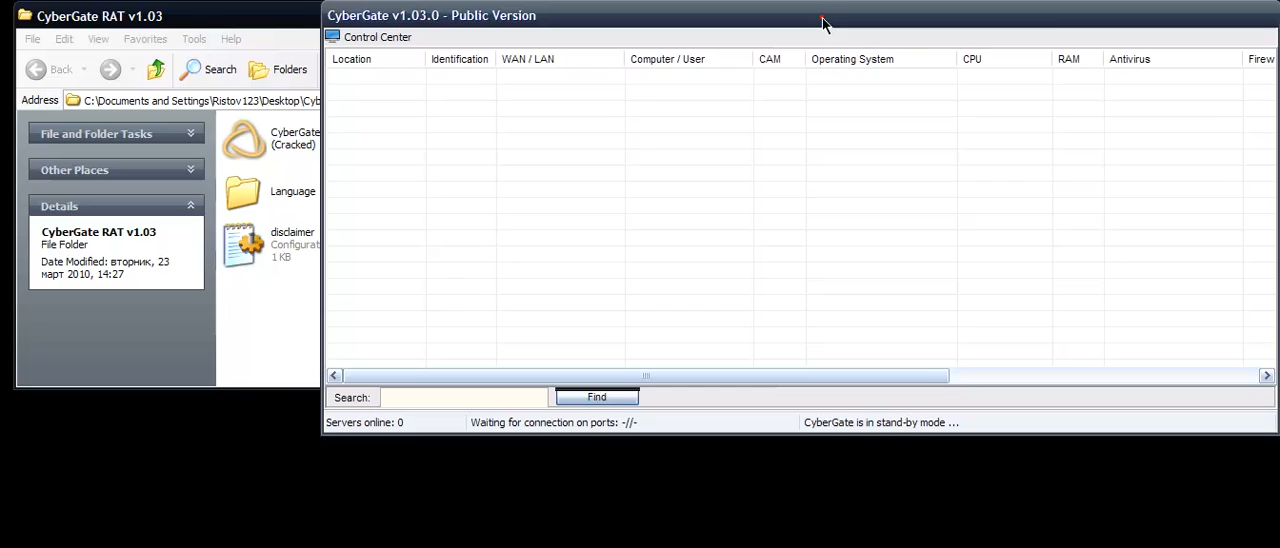 CyberGate RAT v1.03
File Edit View Favorites Tools Help
Back Search Folders
Address C:\Documents and Settings\Ristov123\Desktop\Cyb
File and Folder Tasks
Other Places
Details
CyberGate RAT v1.03
File Folder
Date Modified: вторник, 23
март 2010, 14:27
CyberGate
(Cracked)
Language
disclaimer
Configurat
1 KB
CyberGate v1.03.0 - Public Version
Control Center
Location Identification WAN / LAN Computer / User CAM Operating System CPU RAM Antivirus Firew
Search: Find
Servers online: 0 Waiting for connection on ports: -//- CyberGate is in stand-by mode ...